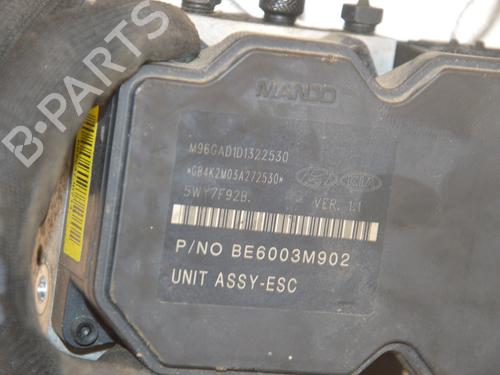 MANDO
M96GAD1D1322530
*GB4K2M03A272530*
5WY7F92B. VER. 1.1
P/NO BE6003M902
UNIT ASSY-ESC
B-PARTS